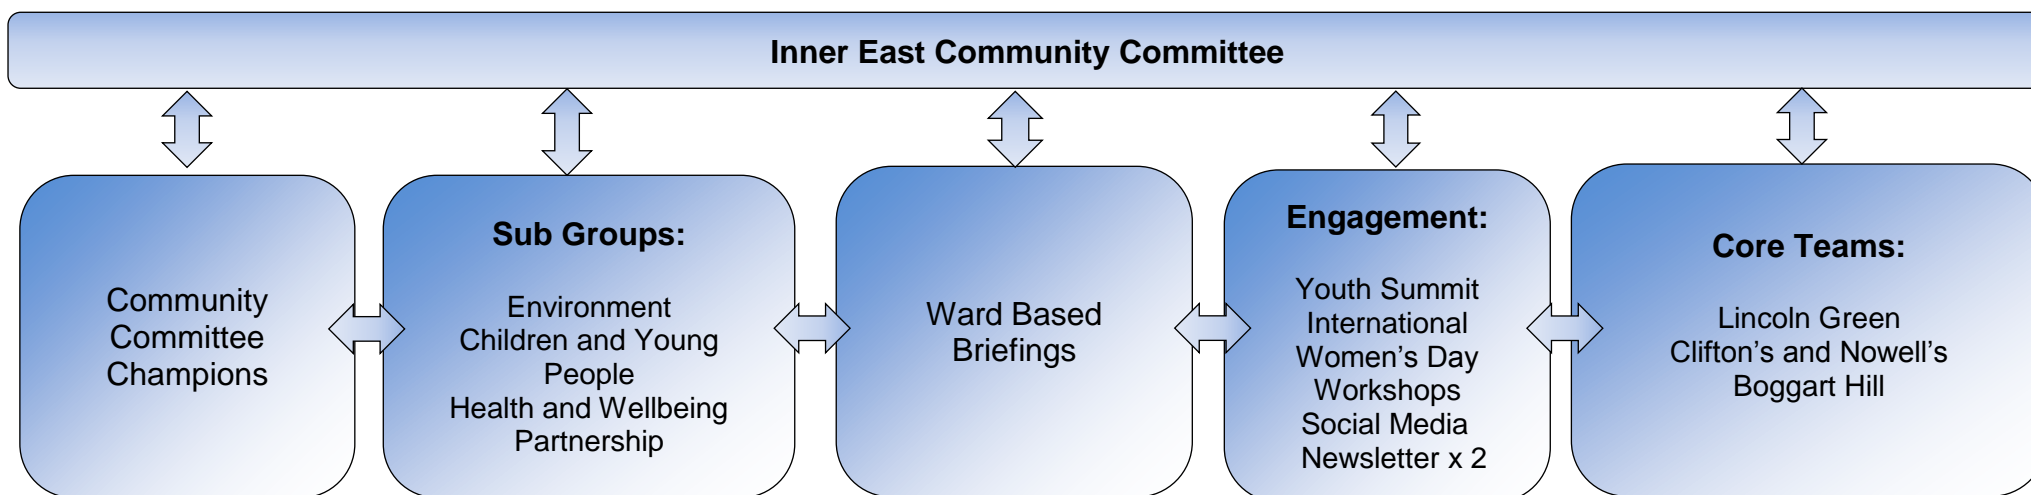 Inner East Community Committee
Community
Committee
Champions
Sub Groups:
Environment
Children and Young
People
Health and Wellbeing
Partnership
Ward Based
Briefings
Engagement:
Youth Summit
International
Women’s Day
Workshops
Social Media
Newsletter x 2
Core Teams:
Lincoln Green
Clifton’s and Nowell’s
Boggart Hill